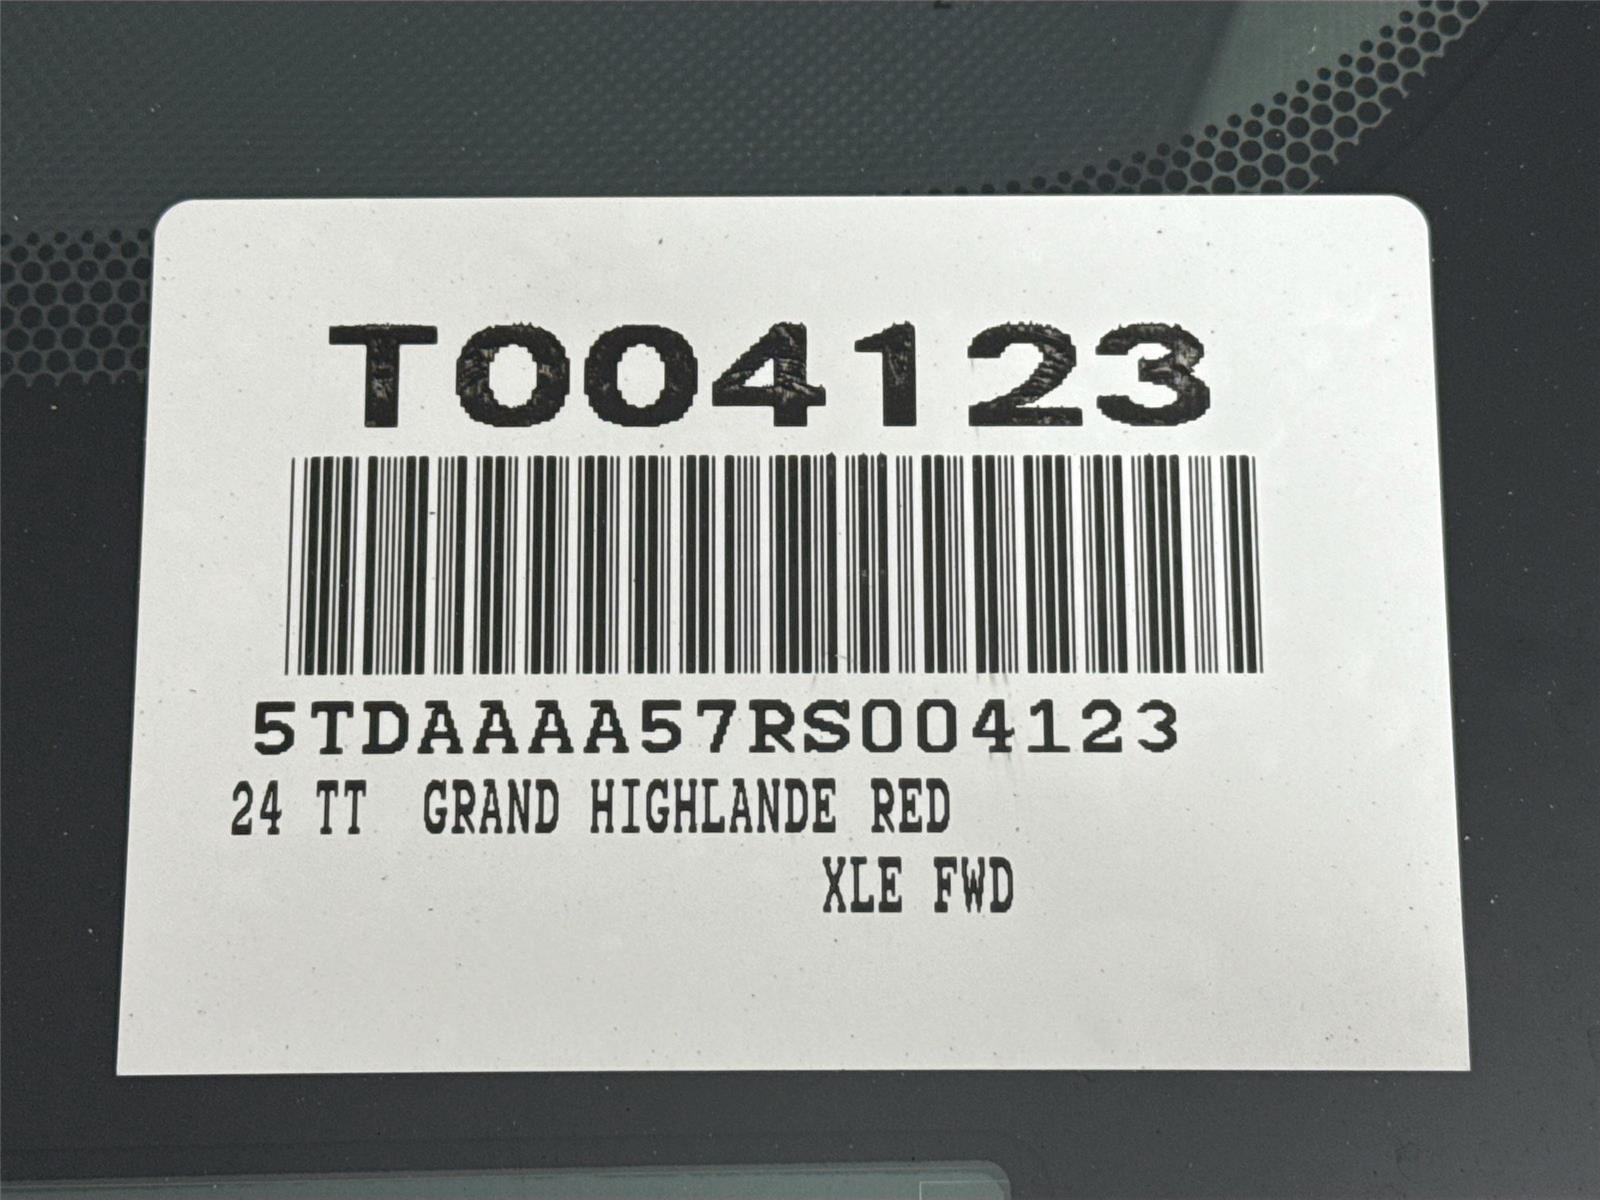 T004123
5TDAAAA57RS004123
24 TT GRAND HIGHLANDE RED
XLE FWD